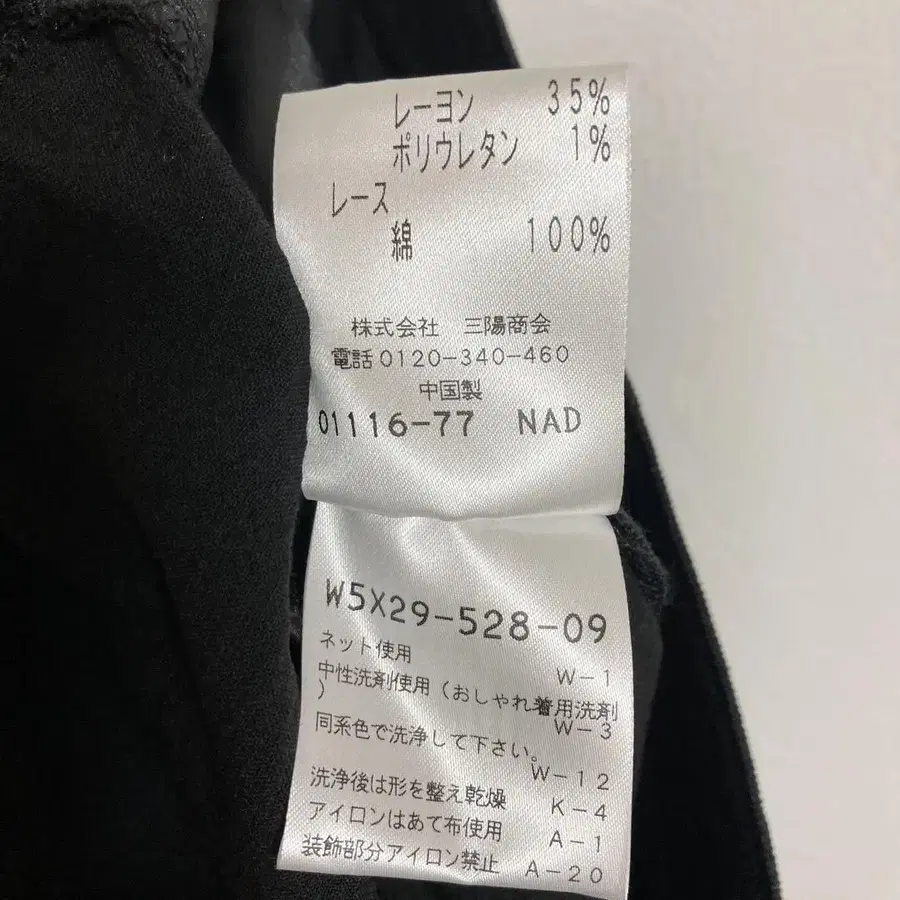 レーヨン 35%
ポリウレタン 1%
レース
綿 100%
株式会社 三陽商会
電話0120-340-460
中国製
01116-77 NAD
W5X29-528-09
ネット使用 W-1
中性洗剤使用(おしゃれ着用洗剤
) W-3
同系色で洗浄して下さい。
W-12
洗浄後は形を整え乾燥 K-4
アイロンはあて布使用 A-1
装飾部分アイロン禁止 A-20